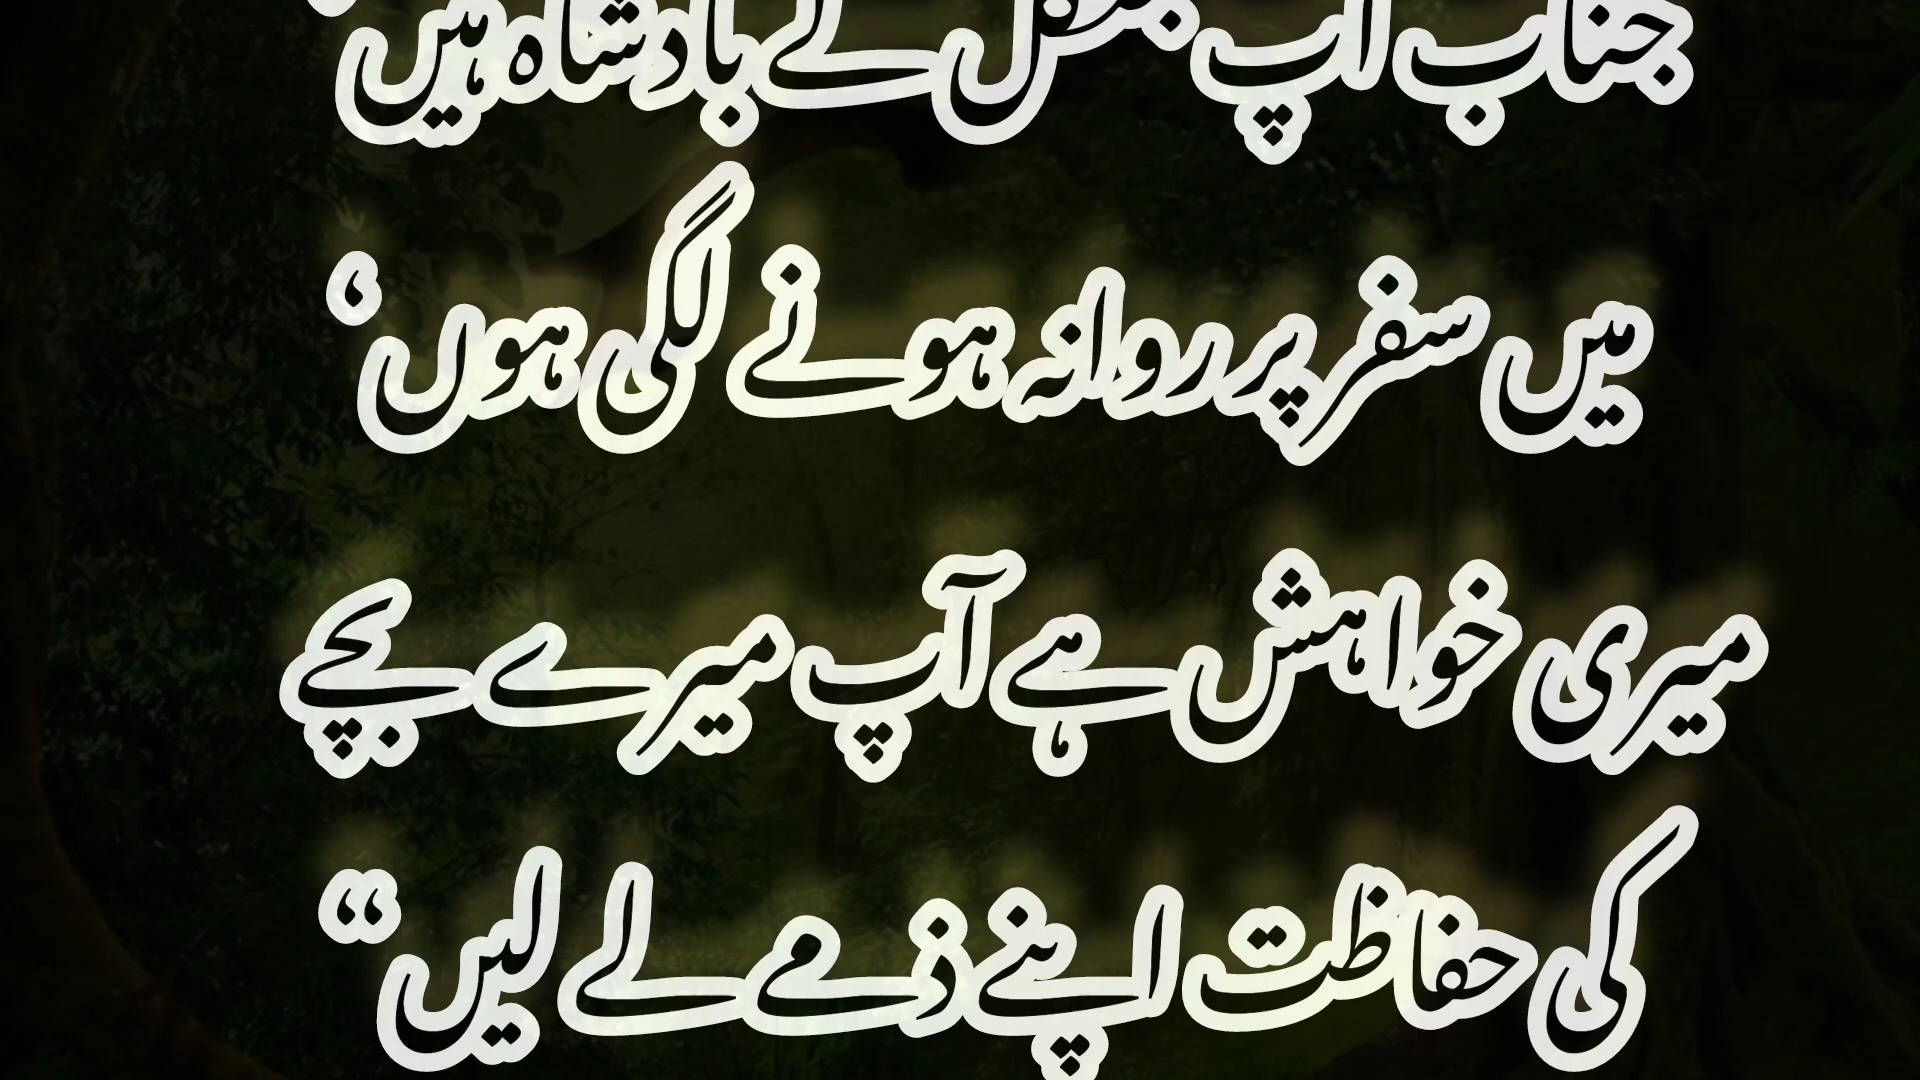 جناب آپ جنگل کے بادشاہ ہیں‘
میں سفر پر روانہ ہونے لگی ہوں‘
میری خواہش ہے آپ میرے بچے
کی حفاظت اپنے ذمے لے لیں“